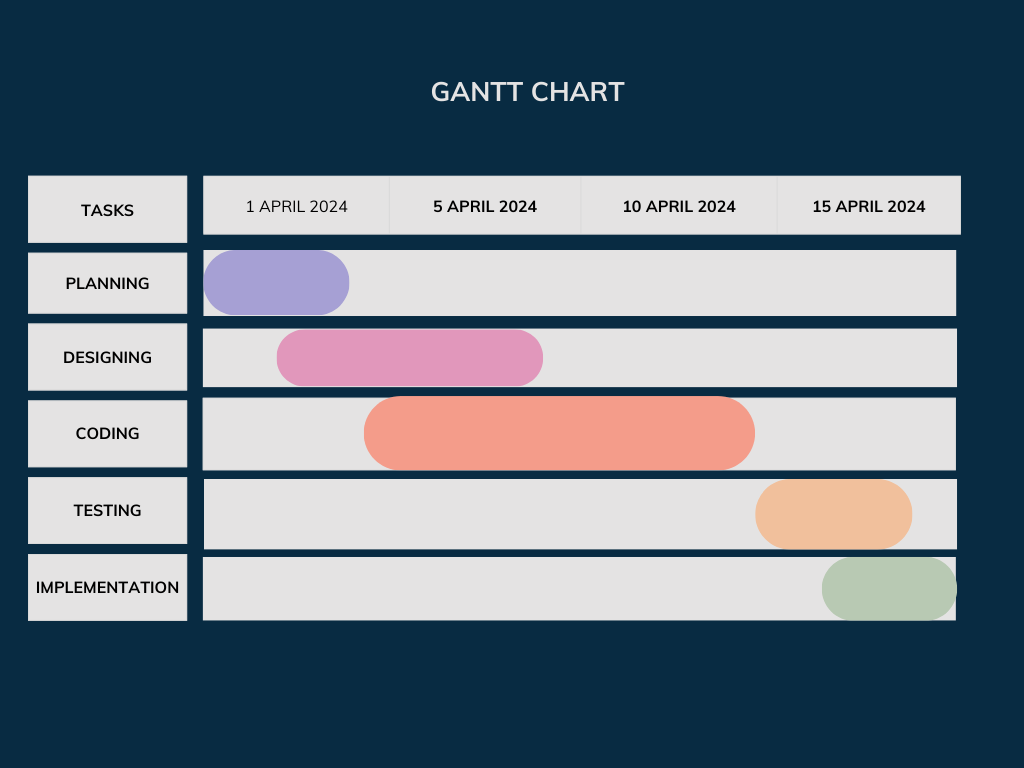 GANTT CHART
TASKS
1 APRIL 2024
5 APRIL 2024
10 APRIL 2024
15 APRIL 2024
PLANNING
DESIGNING
CODING
TESTING
IMPLEMENTATION